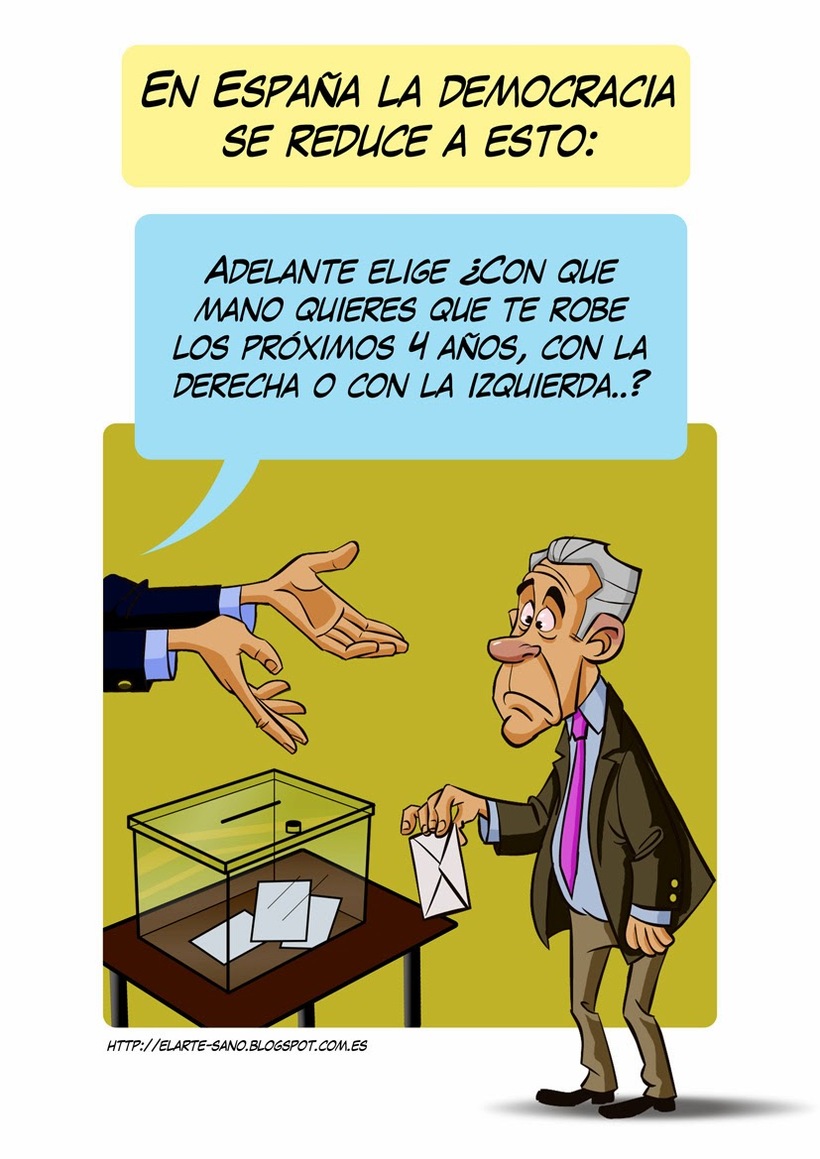 EN ESPAÑA LA DEMOCRACIA
SE REDUCE A ESTO:
ADELANTE ELIGE ¿CON QUE
MANO QUIERES QUE TE ROBE
LOS PRÓXIMOS 4 AÑOS, CON LA
DERECHA O CON LA IZQUIERDA..?
HTTP://ELARTE-SANO.BLOGSPOT.COM.ES